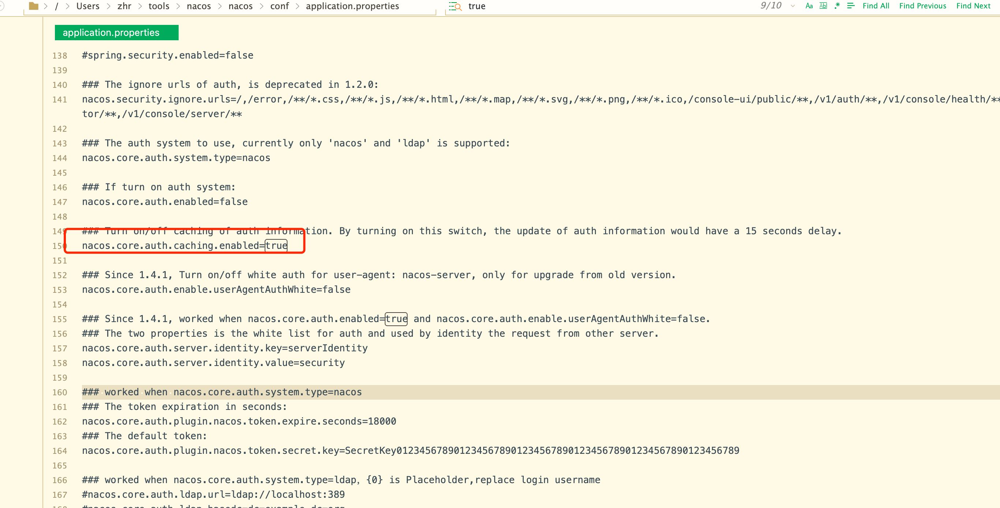 / Users zhr tools nacos nacos conf application.properties true 9/10 Aa Abl .* Find All Find Previous Find Next
application.properties
138 #spring.security.enabled=false
139
140 ### The ignore urls of auth, is deprecated in 1.2.0:
141 nacos.security.ignore.urls=/,/error,/**/*.css,/**/*.js,/**/*.html,/**/*.map,/**/*.svg,/**/*.png,/**/*.ico,/console-ui/public/**,/v1/auth/**,/v1/console/health/**
tor/**,/v1/console/server/**
142
143 ### The auth system to use, currently only 'nacos' and 'ldap' is supported:
144 nacos.core.auth.system.type=nacos
145
146 ### If turn on auth system:
147 nacos.core.auth.enabled=false
148
149 ### Turn on/off caching of auth information. By turning on this switch, the update of auth information would have a 15 seconds delay.
150 nacos.core.auth.caching.enabled=true
151
152 ### Since 1.4.1, Turn on/off white auth for user-agent: nacos-server, only for upgrade from old version.
153 nacos.core.auth.enable.userAgentAuthWhite=false
154
155 ### Since 1.4.1, worked when nacos.core.auth.enabled=true and nacos.core.auth.enable.userAgentAuthWhite=false.
156 ### The two properties is the white list for auth and used by identity the request from other server.
157 nacos.core.auth.server.identity.key=serverIdentity
158 nacos.core.auth.server.identity.value=security
159
160 ### worked when nacos.core.auth.system.type=nacos
161 ### The token expiration in seconds:
162 nacos.core.auth.plugin.nacos.token.expire.seconds=18000
163 ### The default token:
164 nacos.core.auth.plugin.nacos.token.secret.key=SecretKey012345678901234567890123456789012345678901234567890123456789
165
166 ### worked when nacos.core.auth.system.type=ldap, {0} is Placeholder,replace login username
167 #nacos.core.auth.ldap.url=ldap://localhost:389
168 #nacos.core.auth.ldap.basedc=dc=example,dc=org